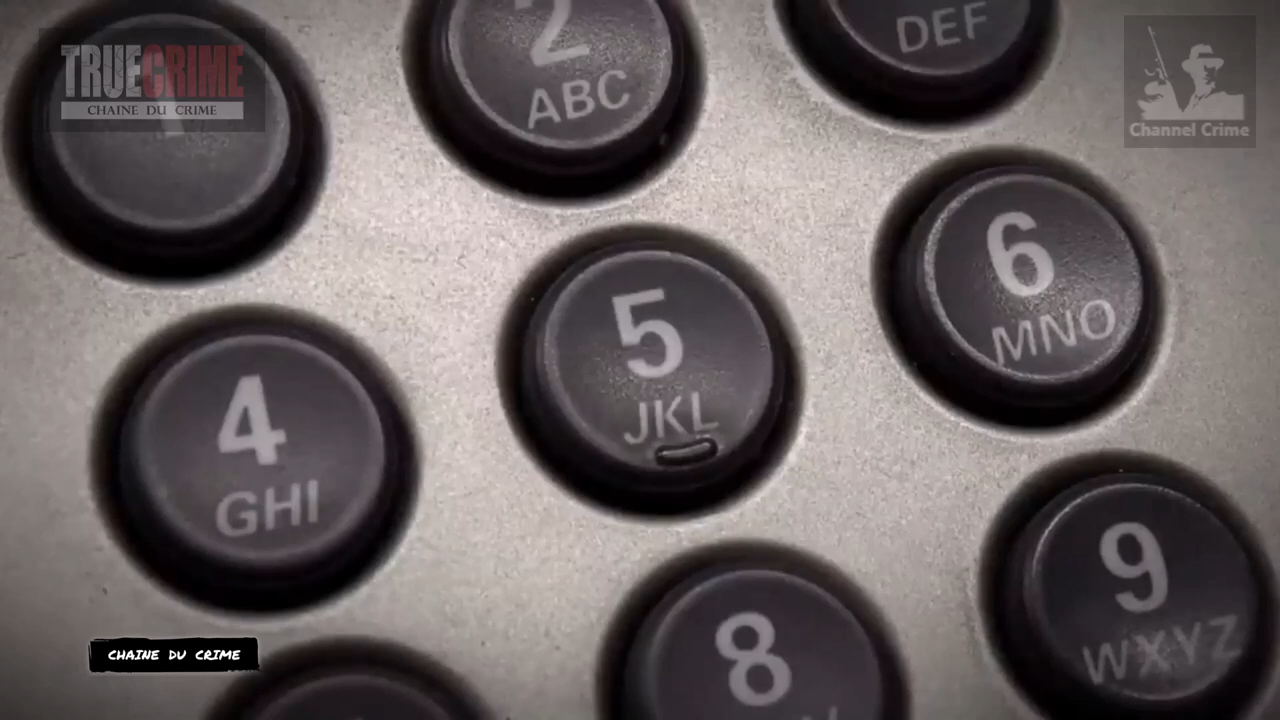 TRUECRIME
CHAINE DU CRIME
2
ABC
DEF
Channel Crime
6
MNO
5
JKL
4
GHI
9
WXYZ
8
CHAINE DU CRIME